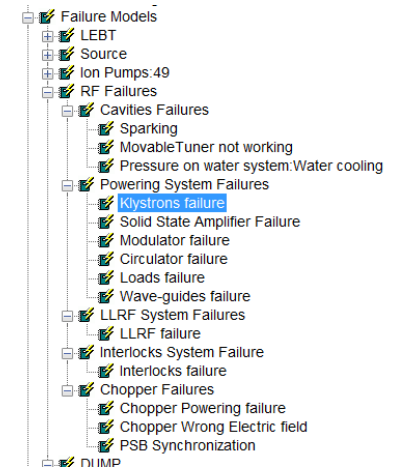 Failure Models
LEBT
Source
Ion Pumps:49
RF Failures
Cavities Failures
Sparking
MovableTuner not working
Pressure on water system:Water cooling
Powering System Failures
Klystrons failure
Solid State Amplifier Failure
Modulator failure
Circulator failure
Loads failure
Wave-guides failure
LLRF System Failures
LLRF failure
Interlocks System Failure
Interlocks failure
Chopper Failures
Chopper Powering failure
Chopper Wrong Electric field
PSB Synchronization
DUMP